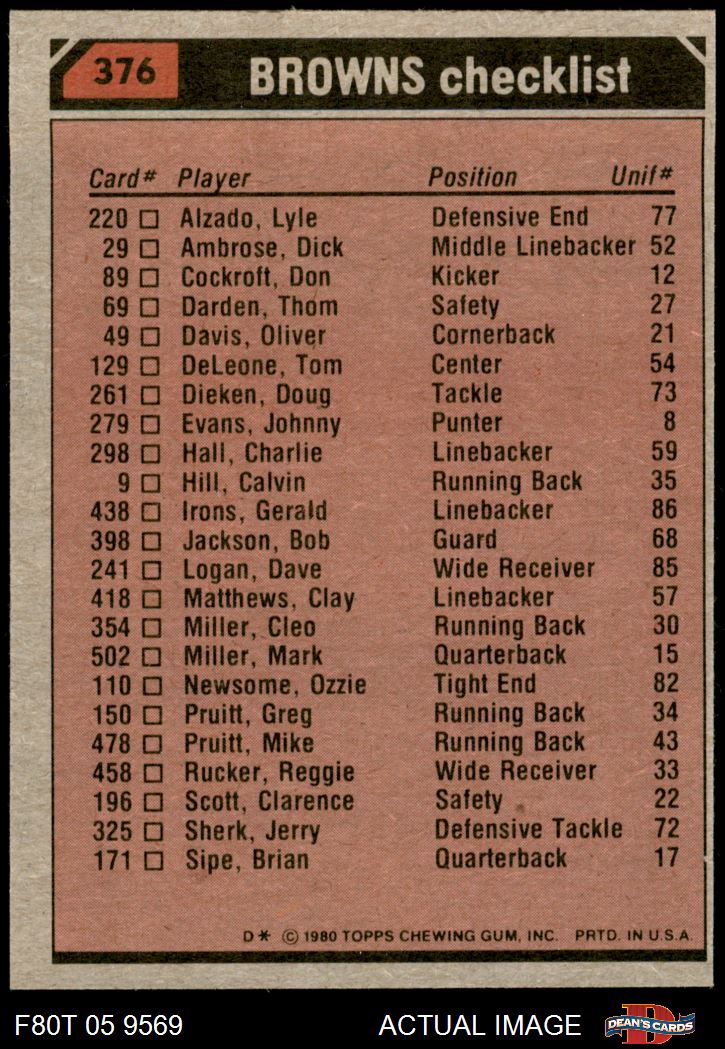 376 BROWNS checklist
Card# Player Position Unif#
220 Alzado, Lyle Defensive End 77
29 Ambrose, Dick Middle Linebacker 52
89 Cockroft, Don Kicker 12
69 Darden, Thom Safety 27
49 Davis, Oliver Cornerback 21
129 DeLeone, Tom Center 54
261 Dieken, Doug Tackle 73
279 Evans, Johnny Punter 8
298 Hall, Charlie Linebacker 59
9 Hill, Calvin Running Back 35
438 Irons, Gerald Linebacker 86
398 Jackson, Bob Guard 68
241 Logan, Dave Wide Receiver 85
418 Matthews, Clay Linebacker 57
354 Miller, Cleo Running Back 30
502 Miller, Mark Quarterback 15
110 Newsome, Ozzie Tight End 82
150 Pruitt, Greg Running Back 34
478 Pruitt, Mike Running Back 43
458 Rucker, Reggie Wide Receiver 33
196 Scott, Clarence Safety 22
325 Sherk, Jerry Defensive Tackle 72
171 Sipe, Brian Quarterback 17
D* © 1980 TOPPS CHEWING GUM, INC. PRTD. IN U.S.A.
F80T 05 9569 ACTUAL IMAGE D DEAN'S CARDS